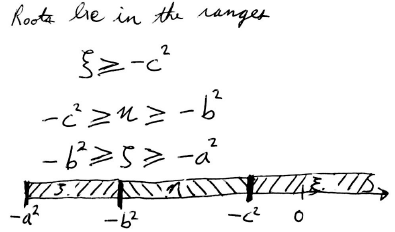 Roots lie in the ranges
ξ ≥ -c²
-c² ≥ η ≥ -b²
-b² ≥ ζ ≥ -a²
ζ η ξ
-a² -b² -c² 0